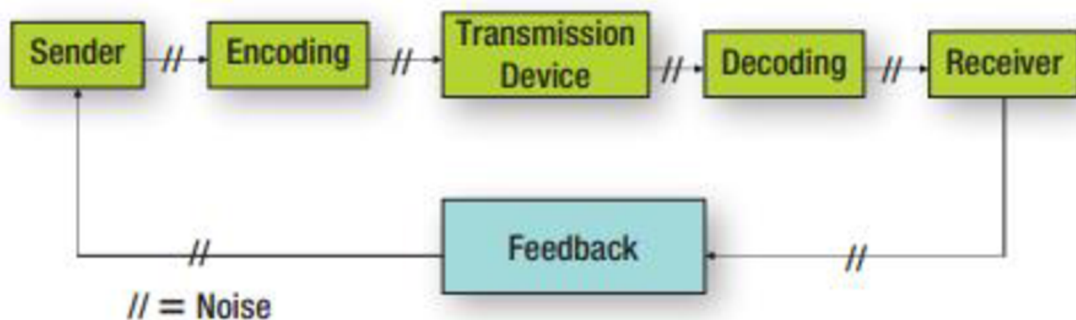 Sender
//
Encoding
//
Transmission
Device
//
Decoding
//
Receiver
//
Feedback
//
// = Noise